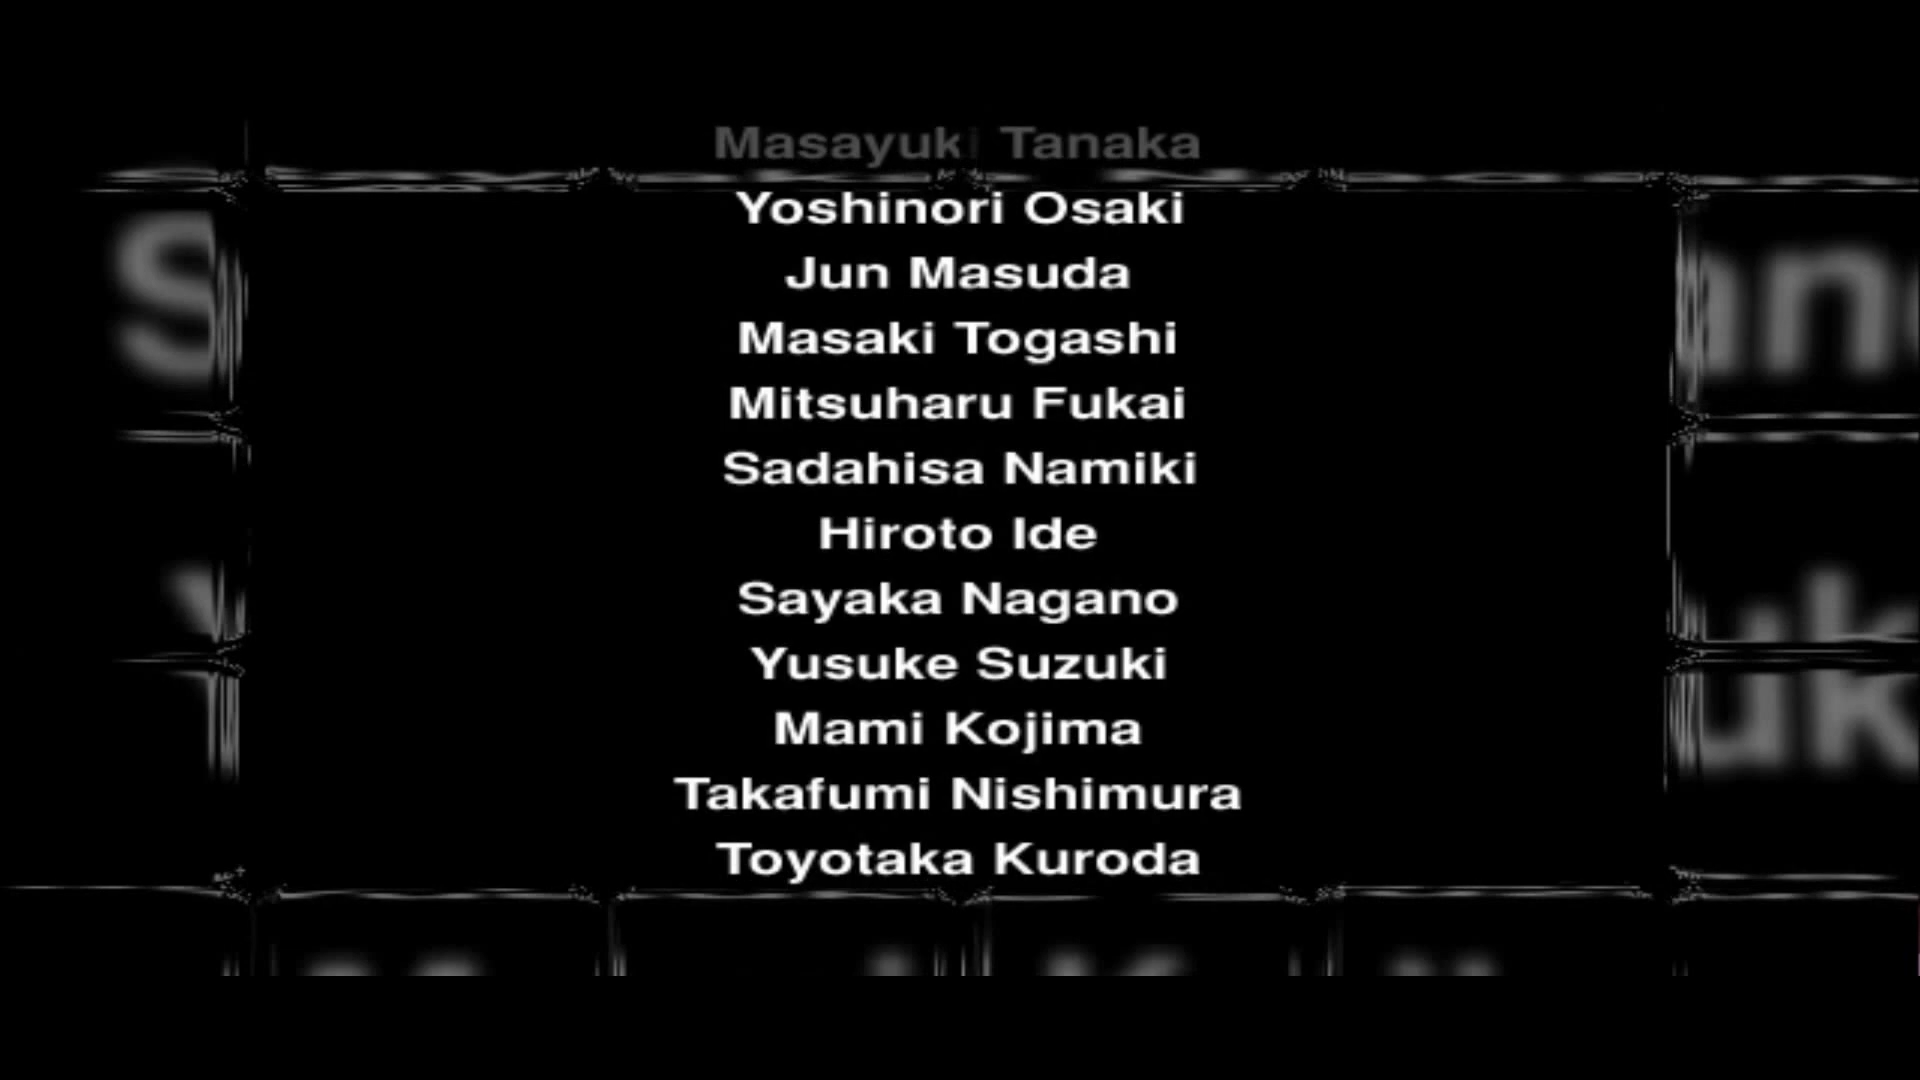 Masayuki Tanaka
Yoshinori Osaki
Jun Masuda
Masaki Togashi
Mitsuharu Fukai
Sadahisa Namiki
Hiroto Ide
Sayaka Nagano
Yusuke Suzuki
Mami Kojima
Takafumi Nishimura
Toyotaka Kuroda